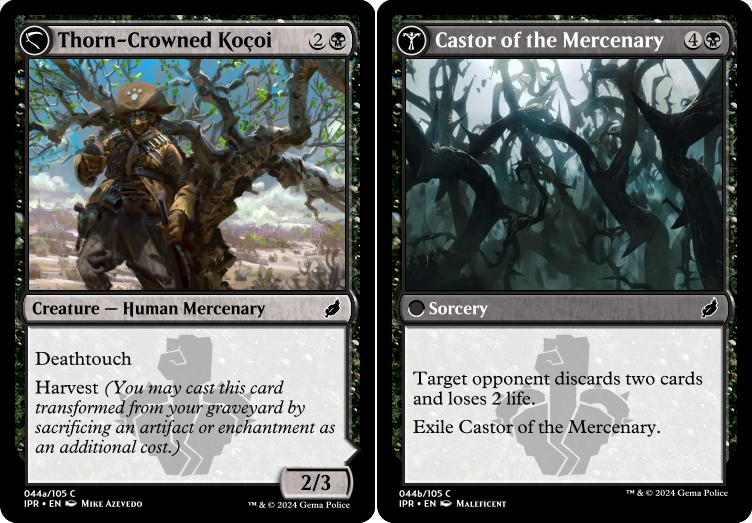 Thorn-Crowned Koçoi
2
Creature — Human Mercenary
Deathtouch
Harvest (You may cast this card
transformed from your graveyard by
sacrificing an artifact or enchantment as
an additional cost.)
2/3
044a/105 C
IPR • EN Mike Azevedo
™ & © 2024 Gema Police
Castor of the Mercenary
4
Sorcery
Target opponent discards two cards
and loses 2 life.
Exile Castor of the Mercenary.
044b/105 C
IPR • EN Maleficent
™ & © 2024 Gema Police